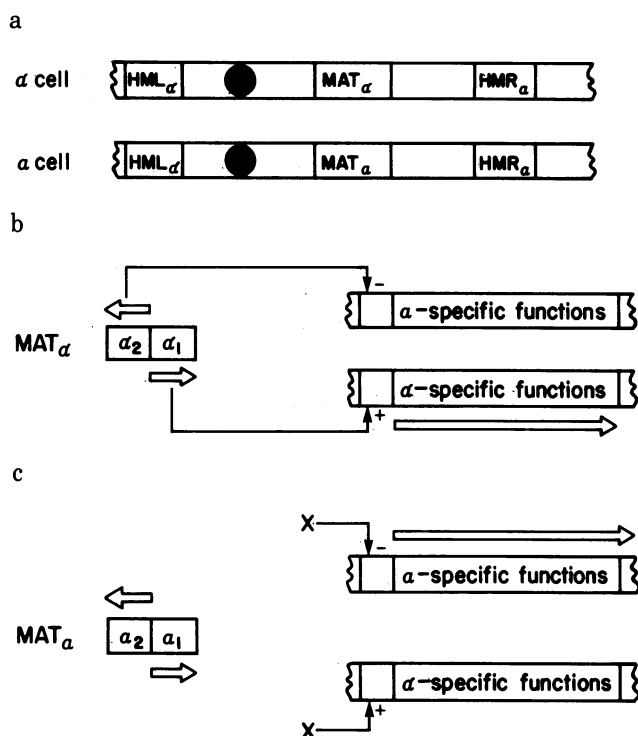 a
α cell HMLα MATα HMRa
a cell HMLα MATa HMRa
b
- a-specific functions
MATα α2 α1
α-specific functions
+
c
X - a-specific functions
MATa a2 a1
α-specific functions
X +